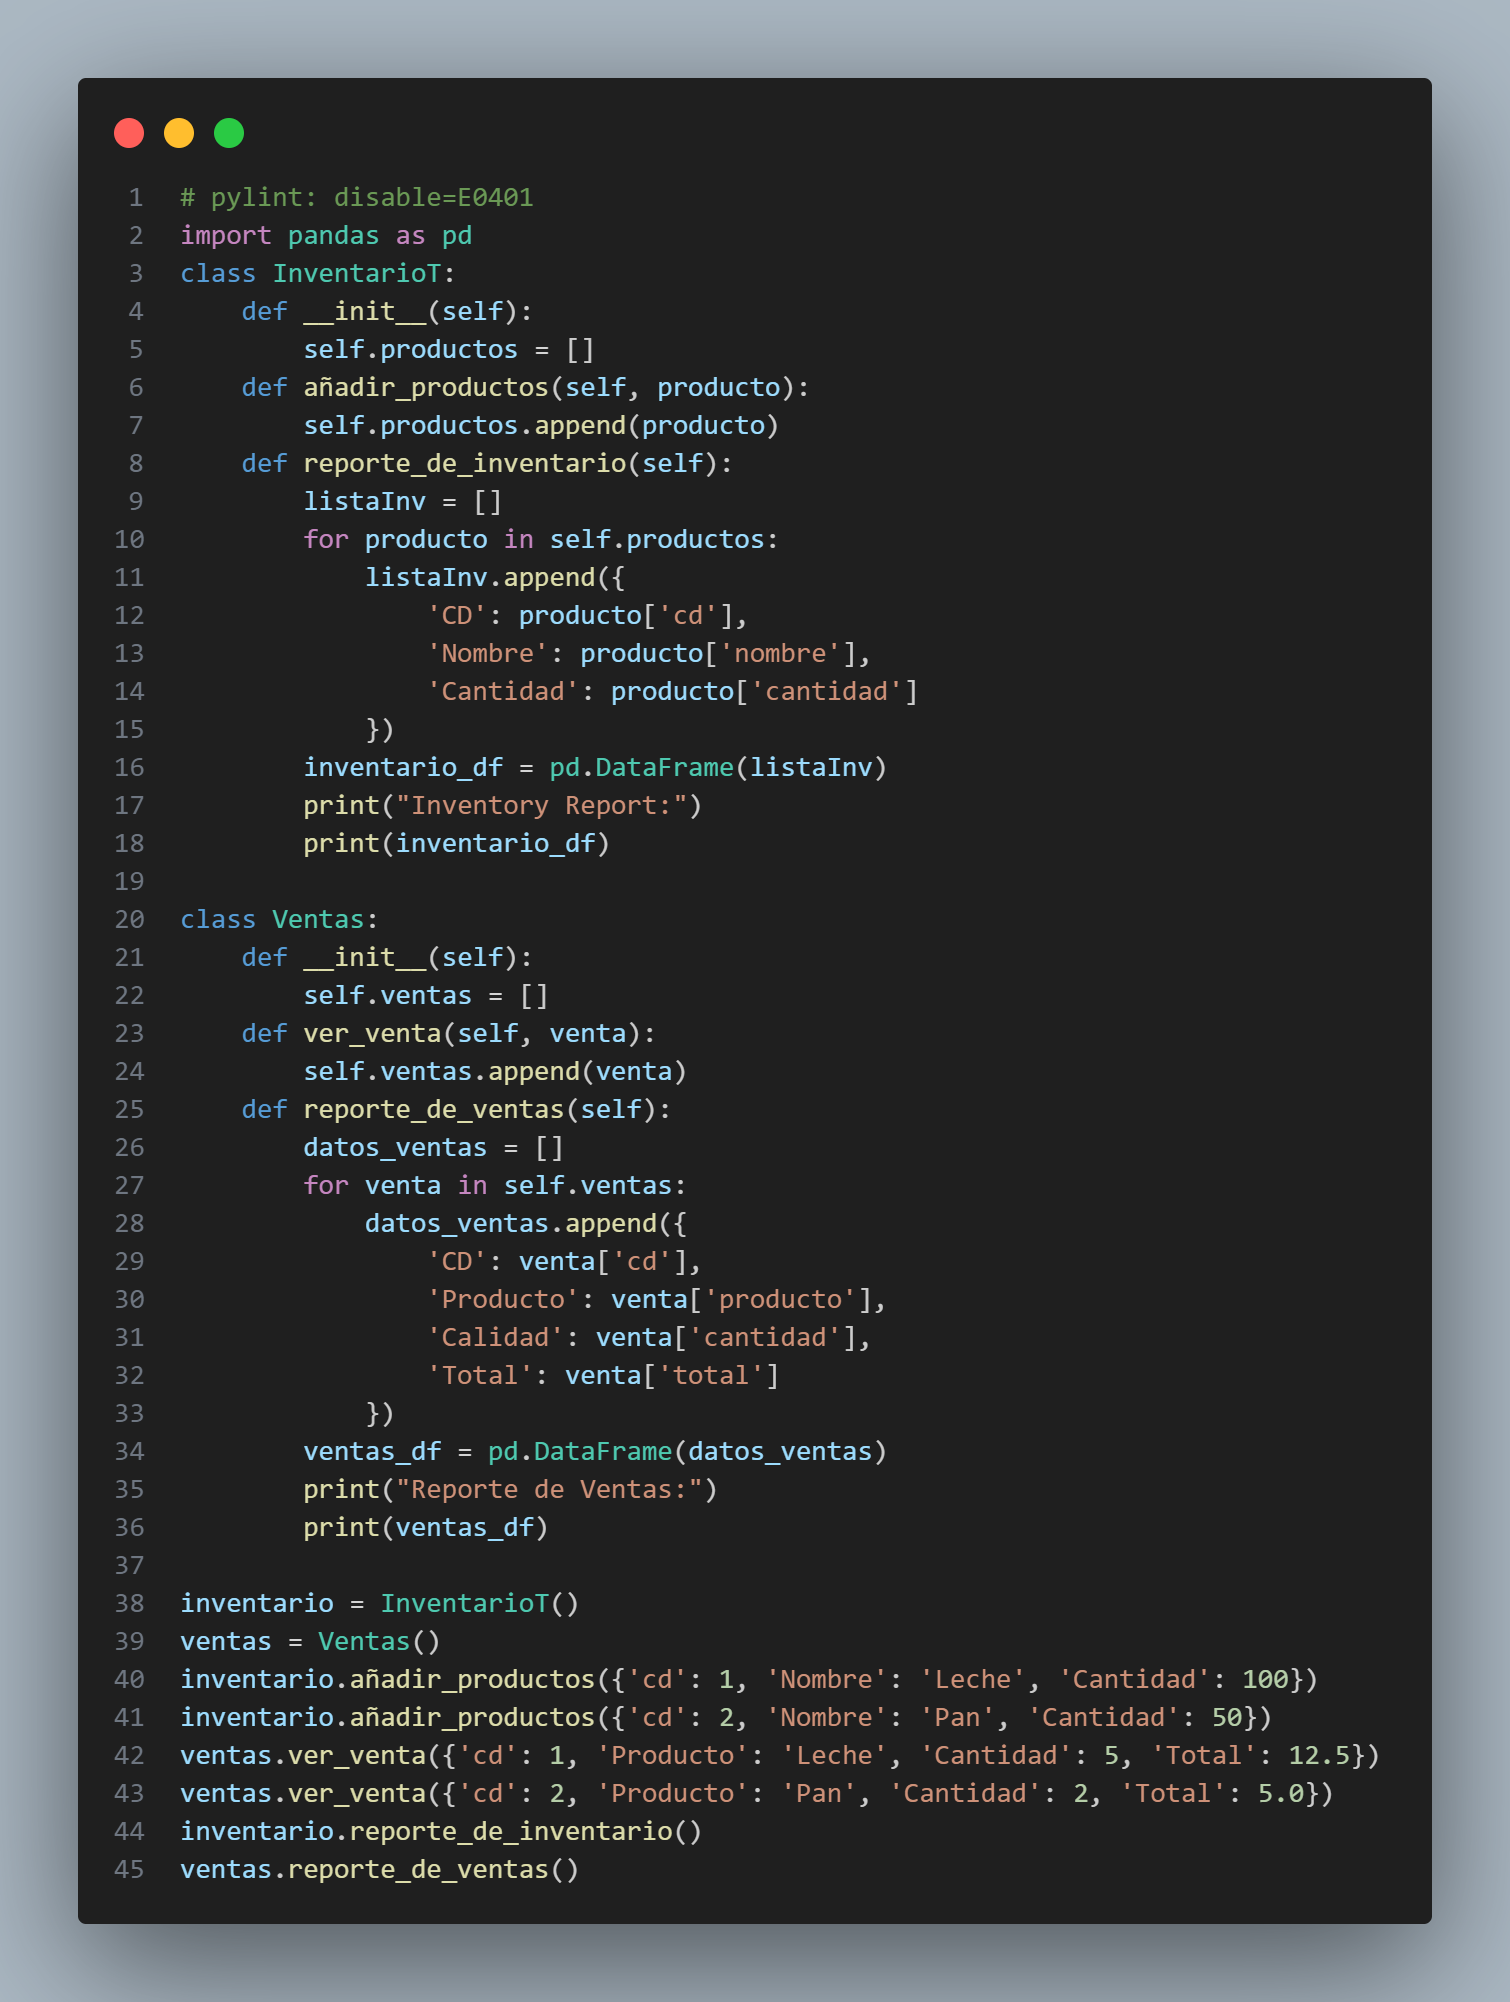 1 # pylint: disable=E0401
2 import pandas as pd
3 class InventarioT:
4     def __init__(self):
5         self.productos = []
6     def añadir_productos(self, producto):
7         self.productos.append(producto)
8     def reporte_de_inventario(self):
9         listaInv = []
10         for producto in self.productos:
11             listaInv.append({
12                 'CD': producto['cd'],
13                 'Nombre': producto['nombre'],
14                 'Cantidad': producto['cantidad']
15             })
16         inventario_df = pd.DataFrame(listaInv)
17         print("Inventory Report:")
18         print(inventario_df)
19
20 class Ventas:
21     def __init__(self):
22         self.ventas = []
23     def ver_venta(self, venta):
24         self.ventas.append(venta)
25     def reporte_de_ventas(self):
26         datos_ventas = []
27         for venta in self.ventas:
28             datos_ventas.append({
29                 'CD': venta['cd'],
30                 'Producto': venta['producto'],
31                 'Calidad': venta['cantidad'],
32                 'Total': venta['total']
33             })
34         ventas_df = pd.DataFrame(datos_ventas)
35         print("Reporte de Ventas:")
36         print(ventas_df)
37
38 inventario = InventarioT()
39 ventas = Ventas()
40 inventario.añadir_productos({'cd': 1, 'Nombre': 'Leche', 'Cantidad': 100})
41 inventario.añadir_productos({'cd': 2, 'Nombre': 'Pan', 'Cantidad': 50})
42 ventas.ver_venta({'cd': 1, 'Producto': 'Leche', 'Cantidad': 5, 'Total': 12.5})
43 ventas.ver_venta({'cd': 2, 'Producto': 'Pan', 'Cantidad': 2, 'Total': 5.0})
44 inventario.reporte_de_inventario()
45 ventas.reporte_de_ventas()